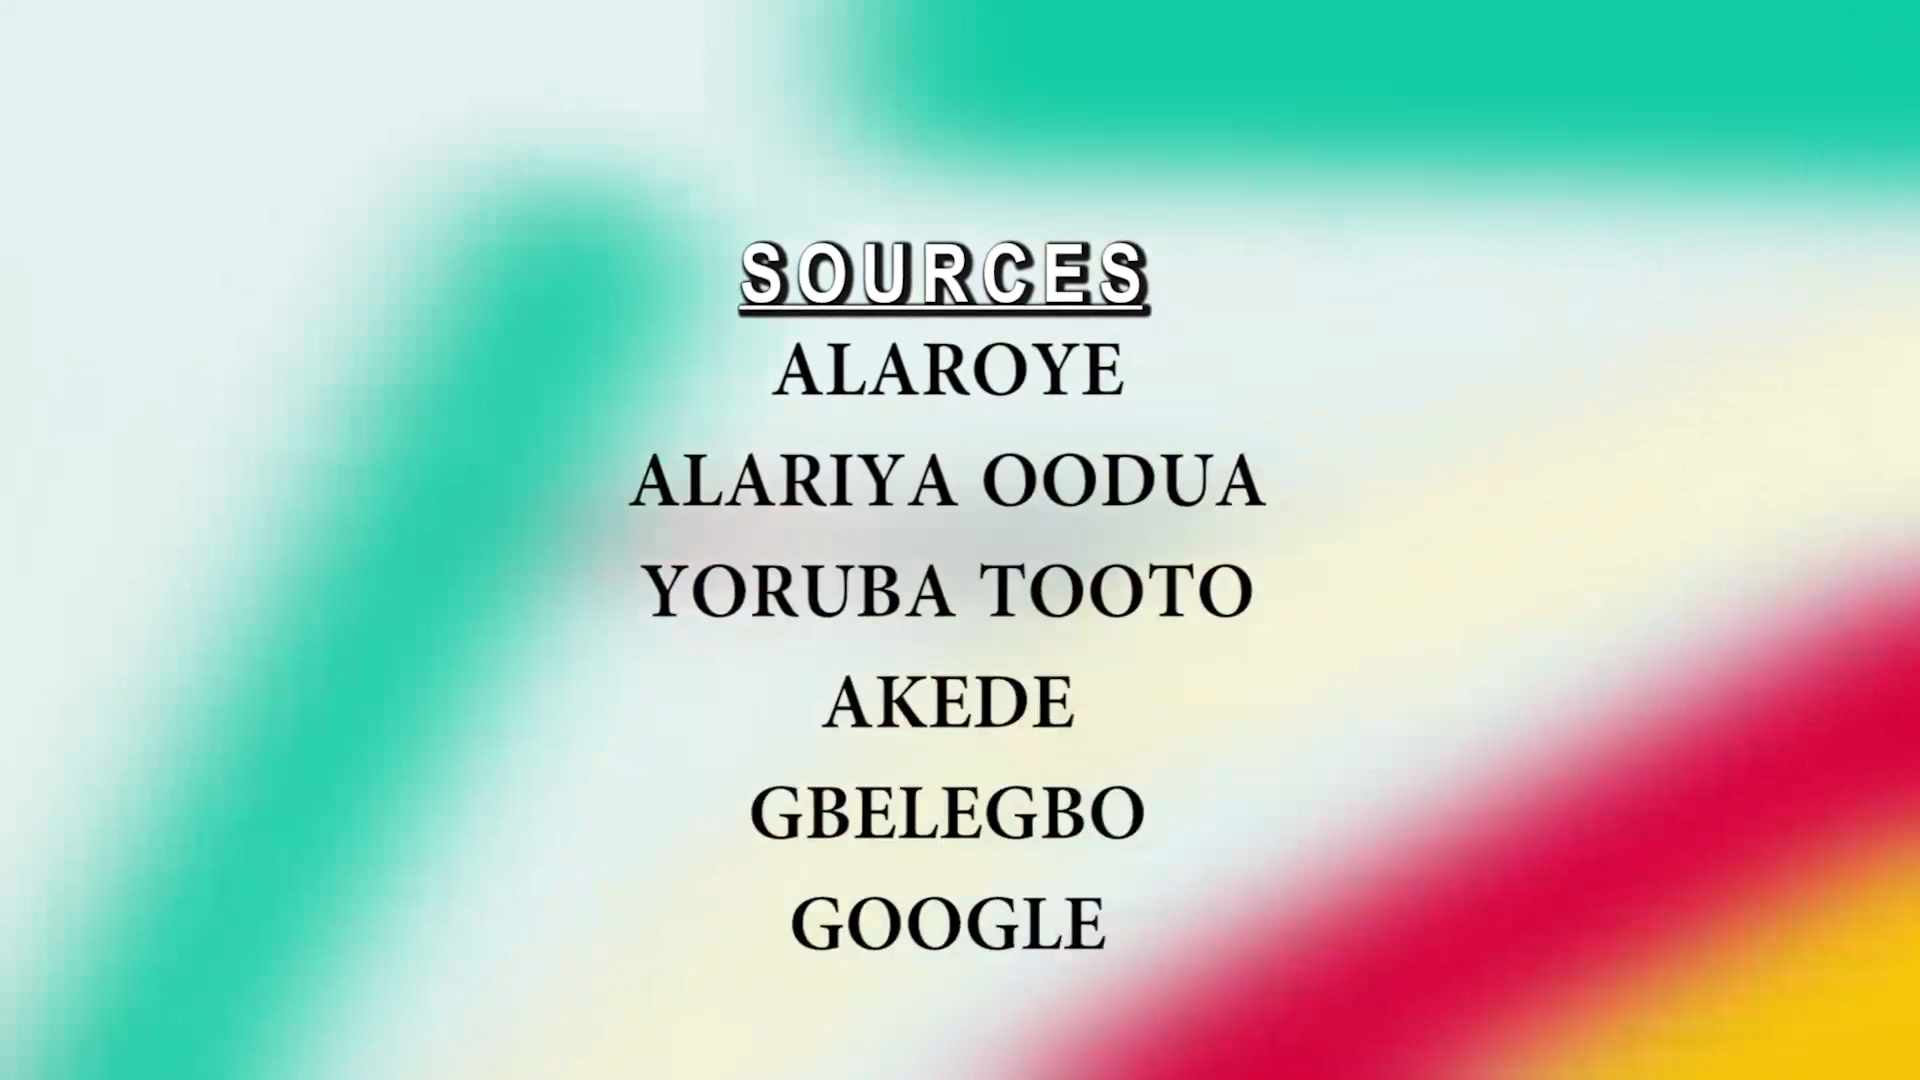 SOURCES
ALAROYE
ALARIYA OODUA
YORUBA TOOTO
AKEDE
GBELEGBO
GOOGLE